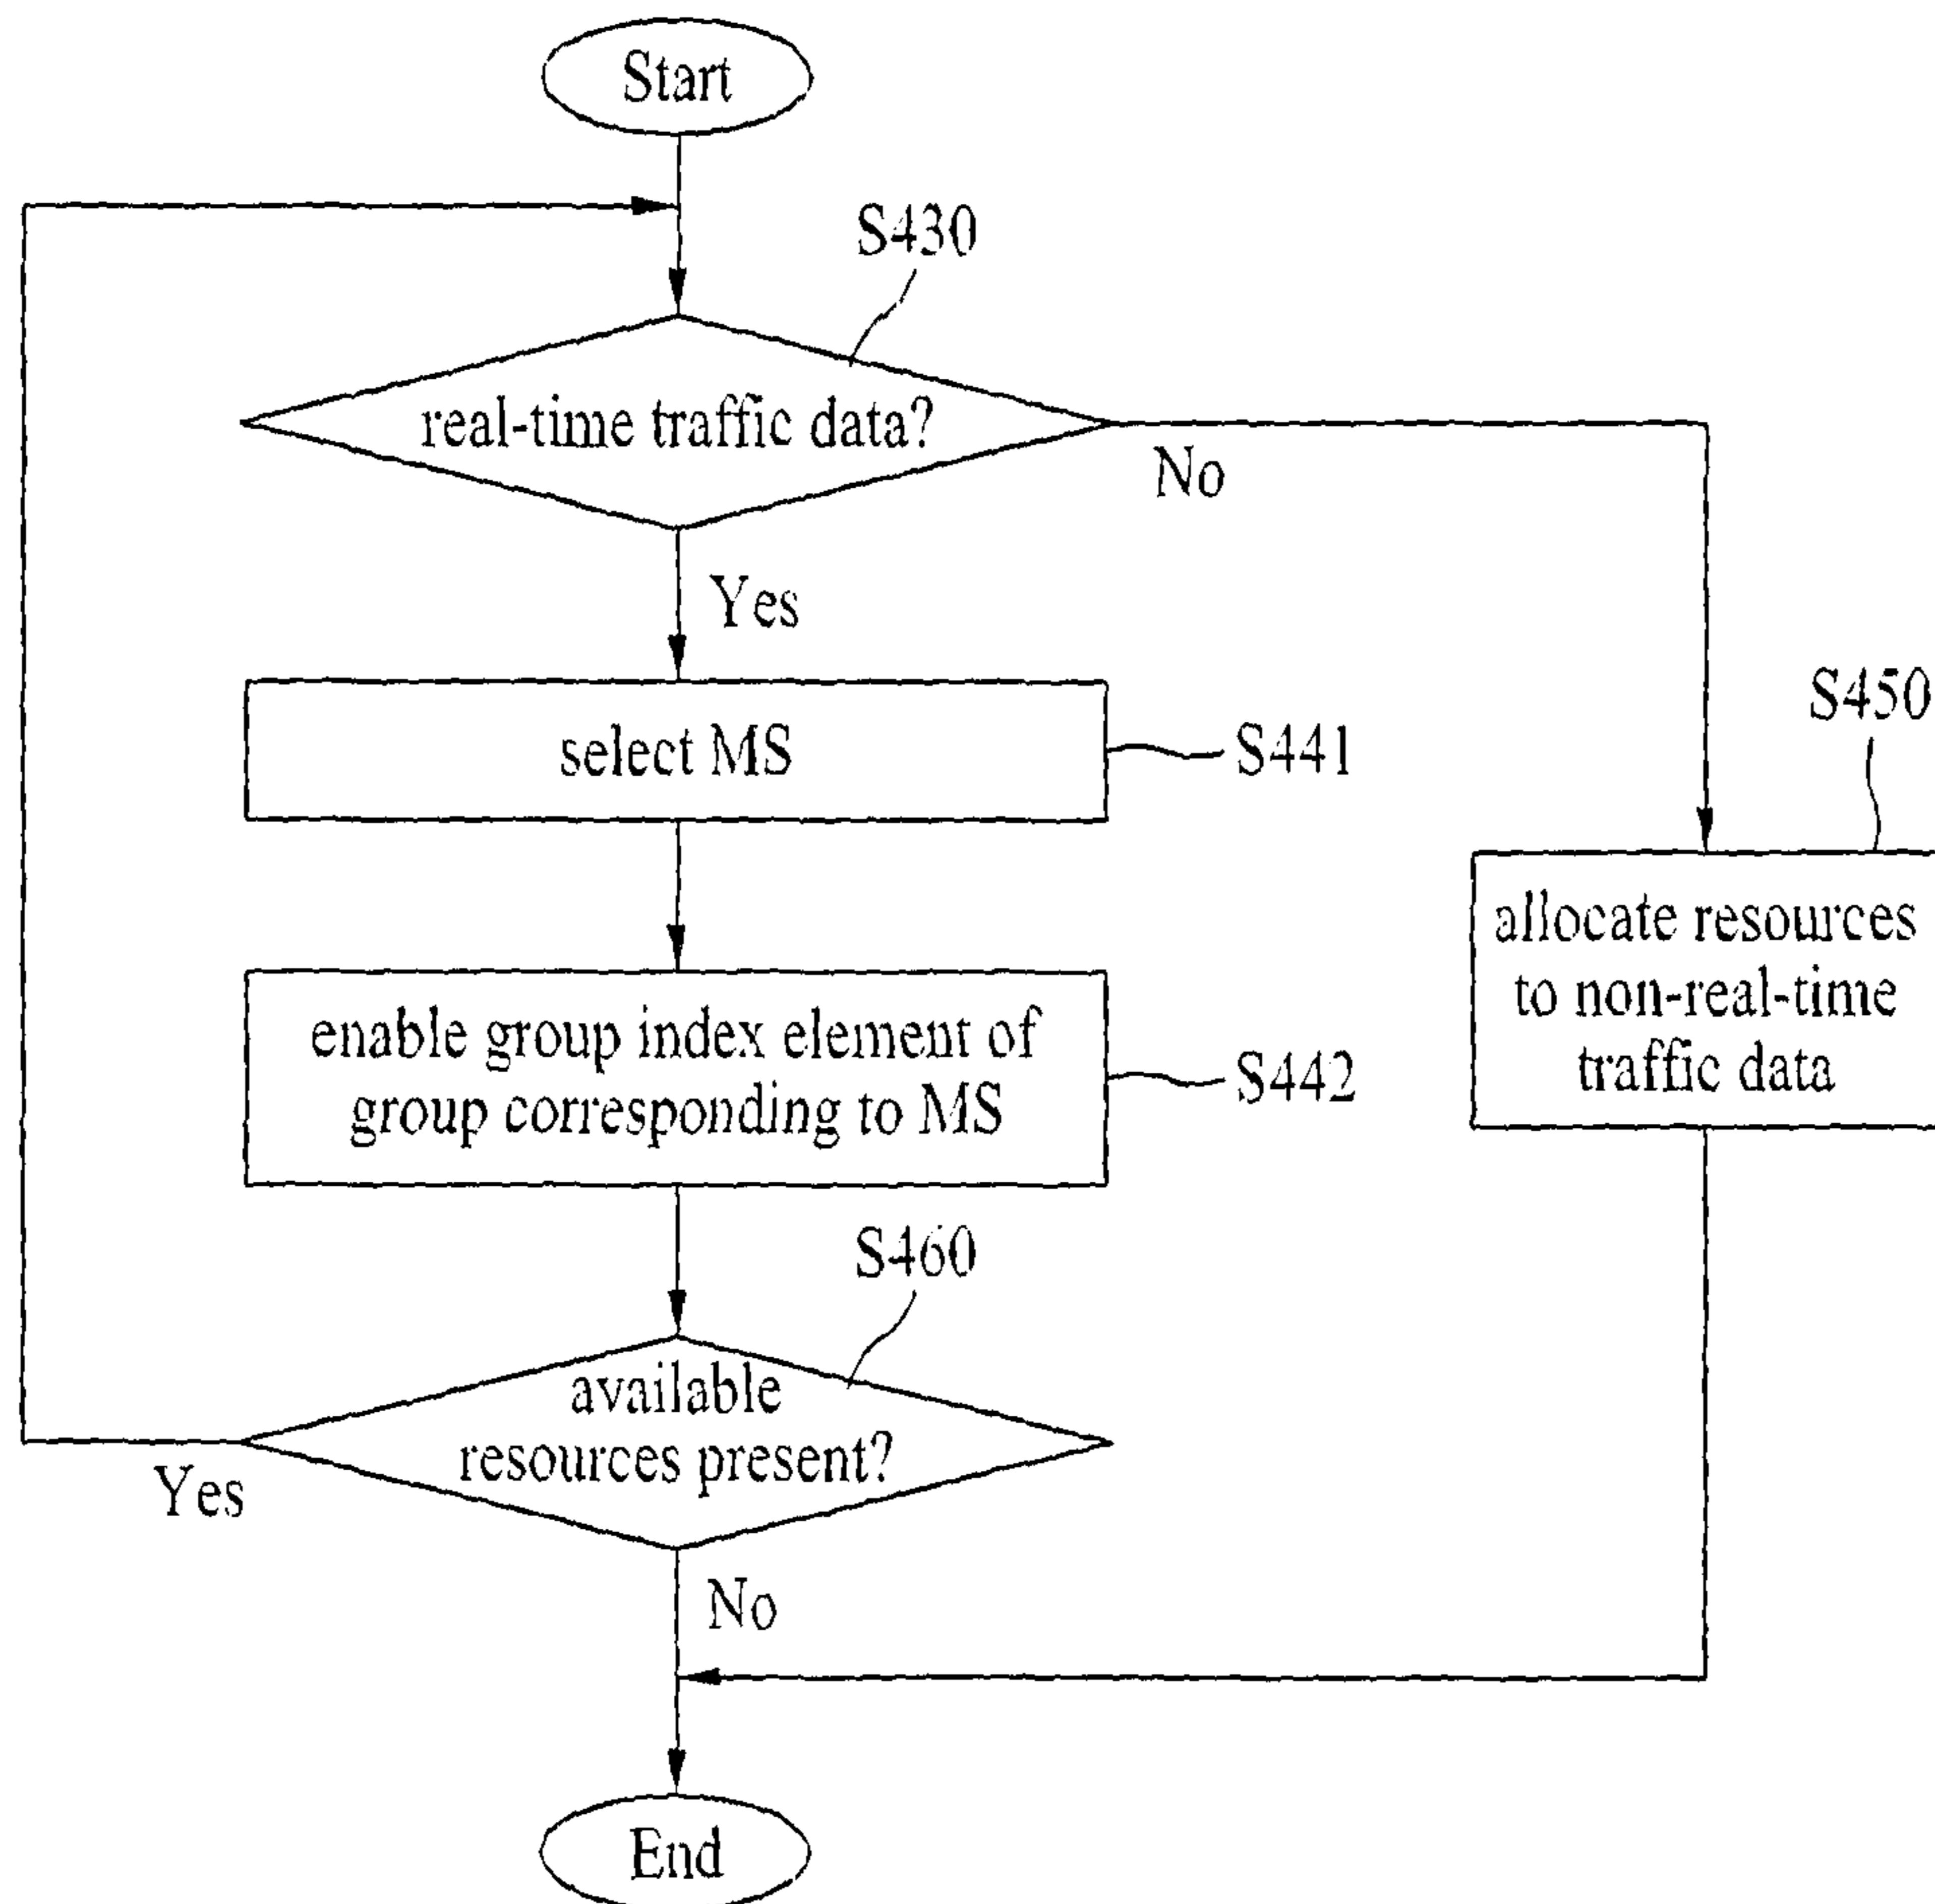 Start
S430
real-time traffic data?
No
Yes
select MS
S441
S450
allocate resources
to non-real-time
traffic data
enable group index element of
group corresponding to MS
S442
S460
available
resources present?
Yes
No
End